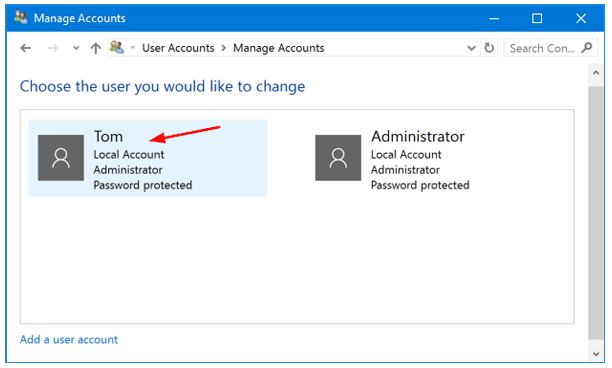 Manage Accounts
« User Accounts > Manage Accounts
Search Con...
Choose the user you would like to change
Tom
Local Account
Administrator
Password protected
Administrator
Local Account
Administrator
Password protected
Add a user account